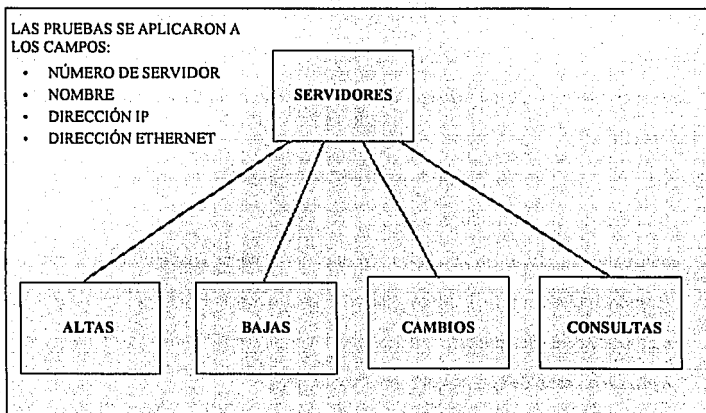 LAS PRUEBAS SE APLICARON A
LOS CAMPOS:
• NÚMERO DE SERVIDOR
• NOMBRE
• DIRECCIÓN IP
• DIRECCIÓN ETHERNET
SERVIDORES
ALTAS
BAJAS
CAMBIOS
CONSULTAS